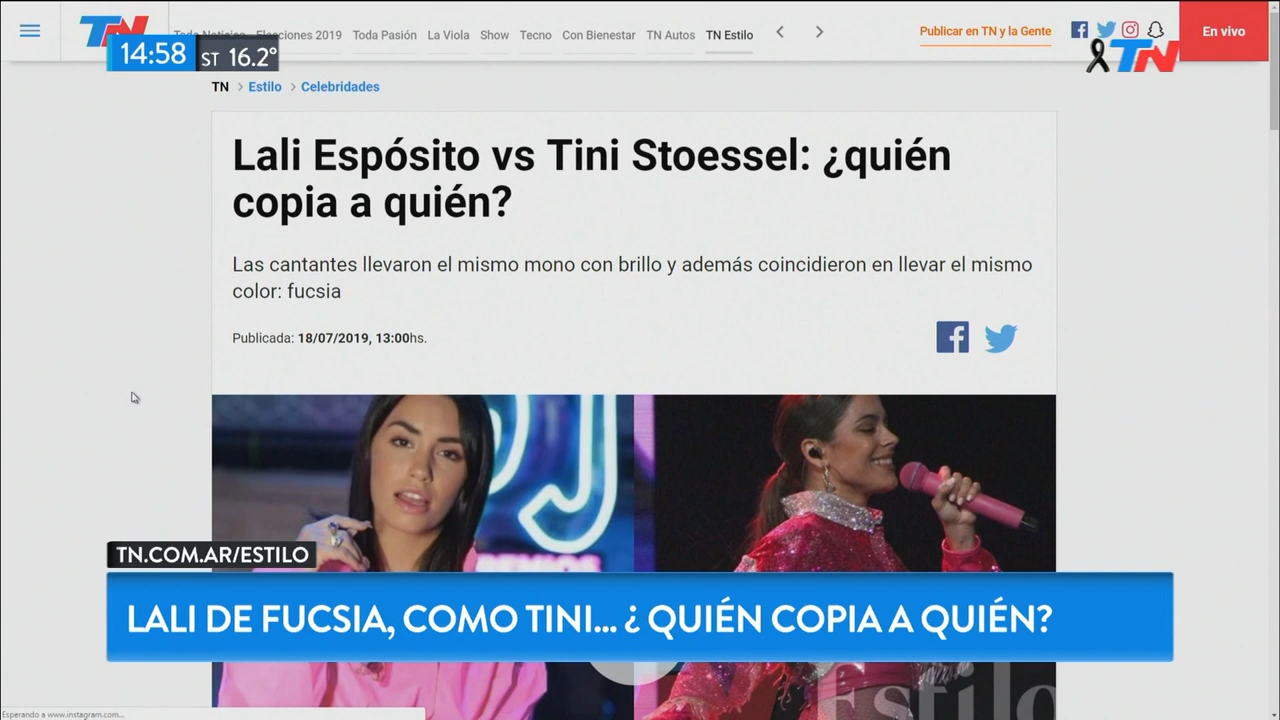 TN
Toda Noticias Elecciones 2019 Toda Pasión La Viola Show Tecno Con Bienestar TN Autos TN Estilo
Publicar en TN y la Gente
En vivo
14:58 ST 16.2°
TN
TN > Estilo > Celebridades
Lali Espósito vs Tini Stoessel: ¿quién
copia a quién?
Las cantantes llevaron el mismo mono con brillo y además coincidieron en llevar el mismo
color: fucsia
Publicada: 18/07/2019, 13:00hs.
TN.COM.AR/ESTILO
LALI DE FUCSIA, COMO TINI... ¿ QUIÉN COPIA A QUIÉN?
Estilo
Esperando a www.instagram.com...